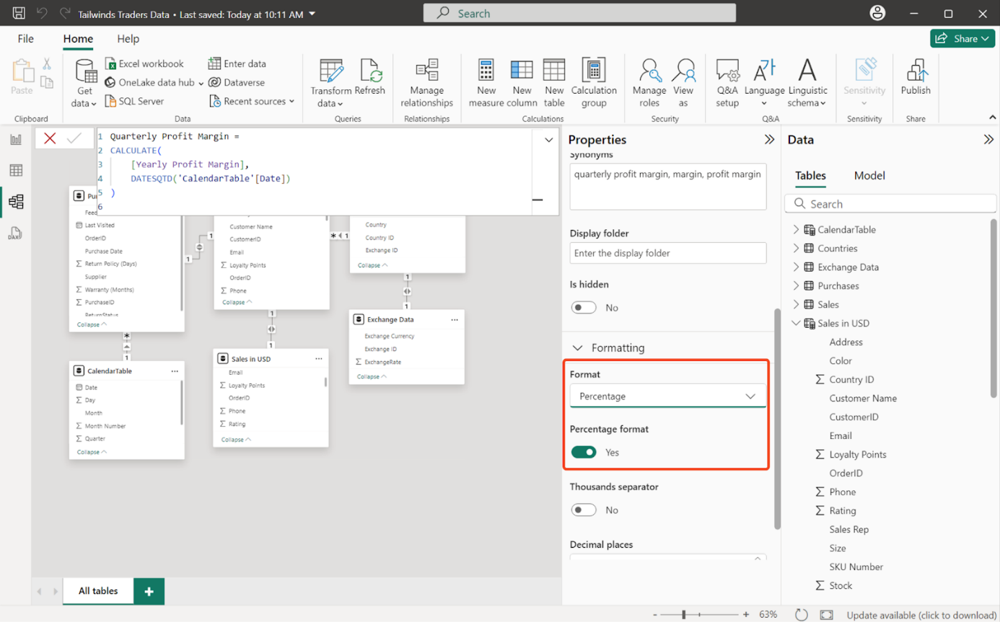 Tailwinds Traders Data • Last saved: Today at 10:11 AM
Search
File
Home
Help
Share
Paste
Clipboard
Get data
Excel workbook
OneLake data hub
SQL Server
Enter data
Dataverse
Recent sources
Data
Transform data
Refresh
Queries
Manage relationships
Relationships
New measure
New column
New table
Calculation group
Calculations
Manage roles
View as
Security
Q&A setup
Language
Linguistic schema
Q&A
Sensitivity
Sensitivity
Publish
Share
1 Quarterly Profit Margin =
2 CALCULATE(
3 [Yearly Profit Margin],
4 DATESQTD('CalendarTable'[Date])
5 )
6
Last Visited
OrderID
Purchase Date
Return Policy (Days)
Supplier
Warranty (Months)
PurchaseID
ReturnStatus
Collapse
1
1
Customer Name
CustomerID
Email
Loyalty Points
OrderID
Phone
Collapse
* 1
Country
Country ID
Exchange ID
Collapse
1
1
Exchange Data
Exchange Currency
Exchange ID
ExchangeRate
Collapse
*
1
CalendarTable
Date
Day
Month
Month Number
Quarter
Collapse
1
1
Sales in USD
Email
Loyalty Points
OrderID
Phone
Rating
Collapse
All tables
Properties
Synonyms
quarterly profit margin, margin, profit margin
Display folder
Enter the display folder
Is hidden
No
Formatting
Format
Percentage
Percentage format
Yes
Thousands separator
No
Decimal places
Data
Tables
Model
Search
CalendarTable
Countries
Exchange Data
Purchases
Sales
Sales in USD
Address
Color
Country ID
Customer Name
CustomerID
Email
Loyalty Points
OrderID
Phone
Rating
Sales Rep
Size
SKU Number
Stock
- + 63%
Update available (click to download)